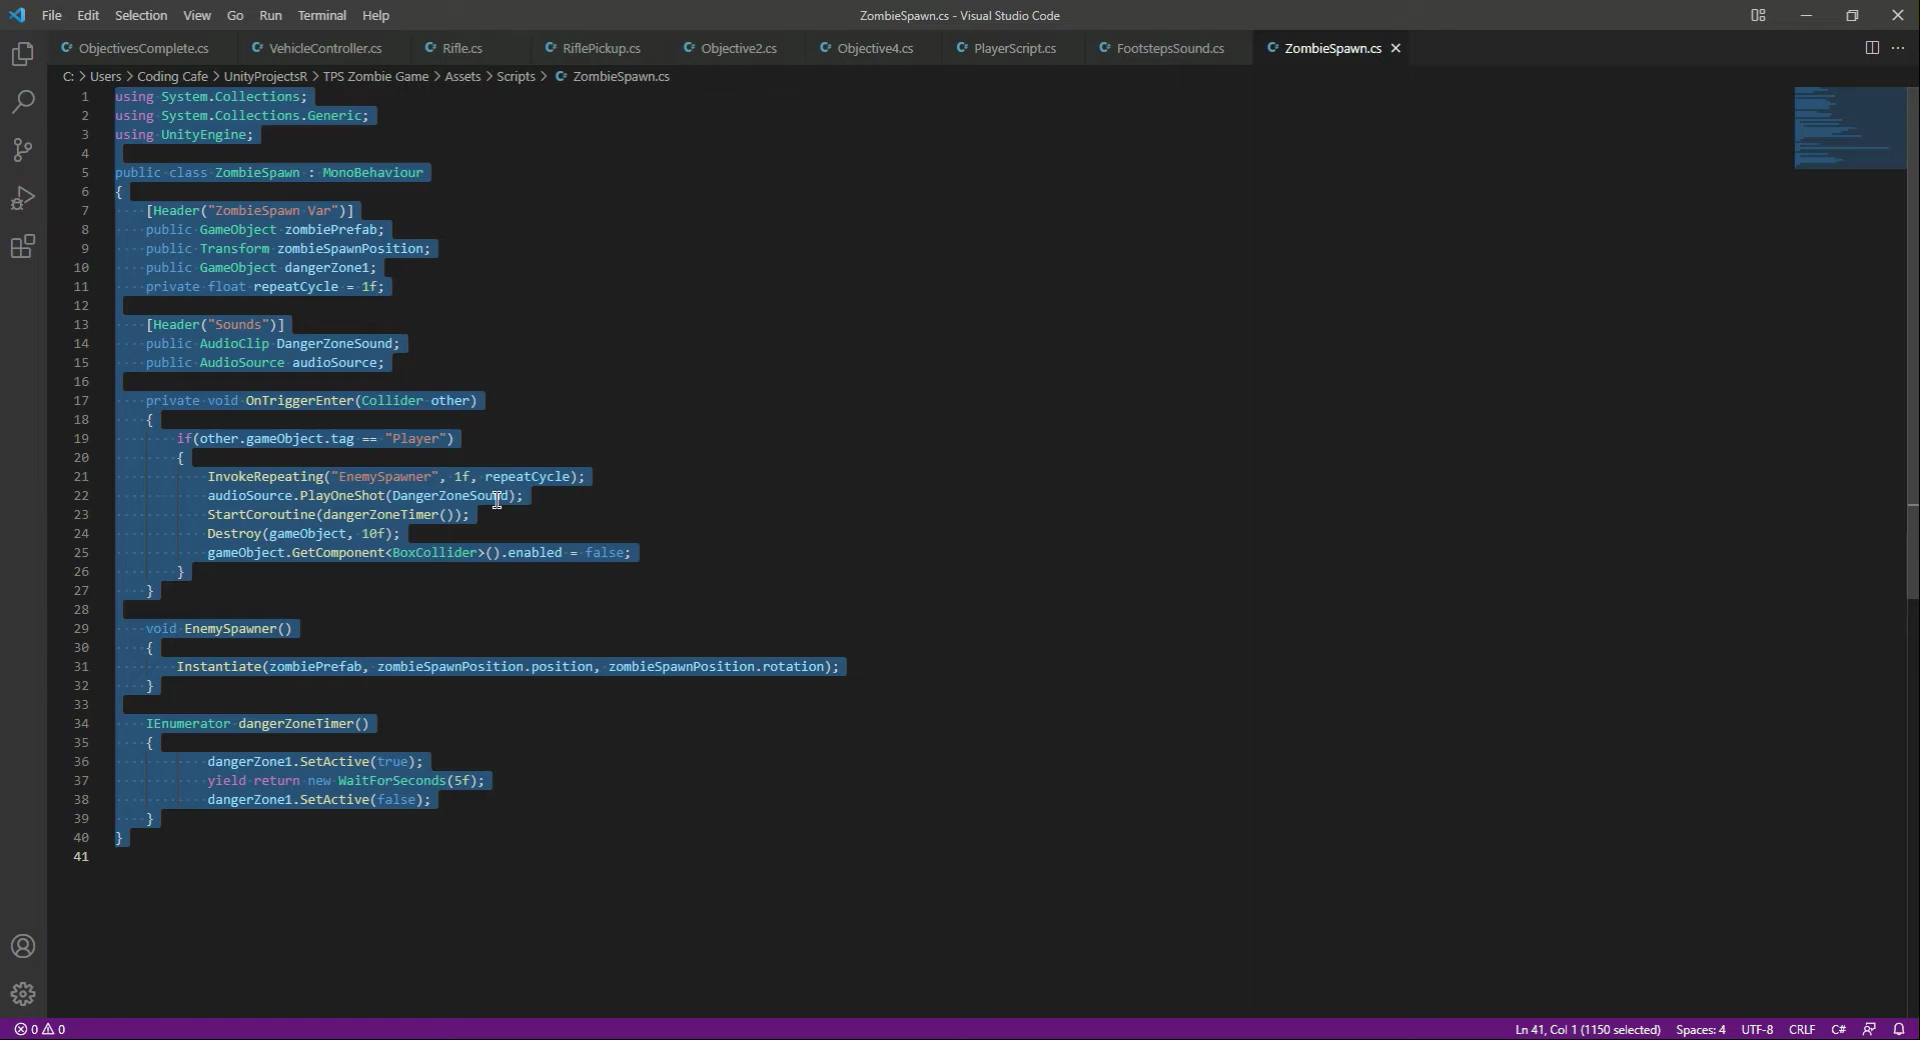 File Edit Selection View Go Run Terminal Help ZombieSpawn.cs - Visual Studio Code
ObjectivesComplete.cs VehicleController.cs Rifle.cs RiflePickup.cs Objective2.cs Objective4.cs PlayerScript.cs FootstepsSound.cs ZombieSpawn.cs
C: > Users > Coding Cafe > UnityProjectsR > TPS Zombie Game > Assets > Scripts > ZombieSpawn.cs
1 using System.Collections;
2 using System.Collections.Generic;
3 using UnityEngine;
4
5 public class ZombieSpawn : MonoBehaviour
6 {
7 [Header("ZombieSpawn Var")]
8 public GameObject zombiePrefab;
9 public Transform zombieSpawnPosition;
10 public GameObject dangerZone1;
11 private float repeatCycle = 1f;
12
13 [Header("Sounds")]
14 public AudioClip DangerZoneSound;
15 public AudioSource audioSource;
16
17 private void OnTriggerEnter(Collider other)
18 {
19 if(other.gameObject.tag == "Player")
20 {
21 InvokeRepeating("EnemySpawner", 1f, repeatCycle);
22 audioSource.PlayOneShot(DangerZoneSound);
23 StartCoroutine(dangerZoneTimer());
24 Destroy(gameObject, 10f);
25 gameObject.GetComponent<BoxCollider>().enabled = false;
26 }
27 }
28
29 void EnemySpawner()
30 {
31 Instantiate(zombiePrefab, zombieSpawnPosition.position, zombieSpawnPosition.rotation);
32 }
33
34 IEnumerator dangerZoneTimer()
35 {
36 dangerZone1.SetActive(true);
37 yield return new WaitForSeconds(5f);
38 dangerZone1.SetActive(false);
39 }
40 }
41
0 0 Ln 41, Col 1 (1150 selected) Spaces: 4 UTF-8 CRLF C#